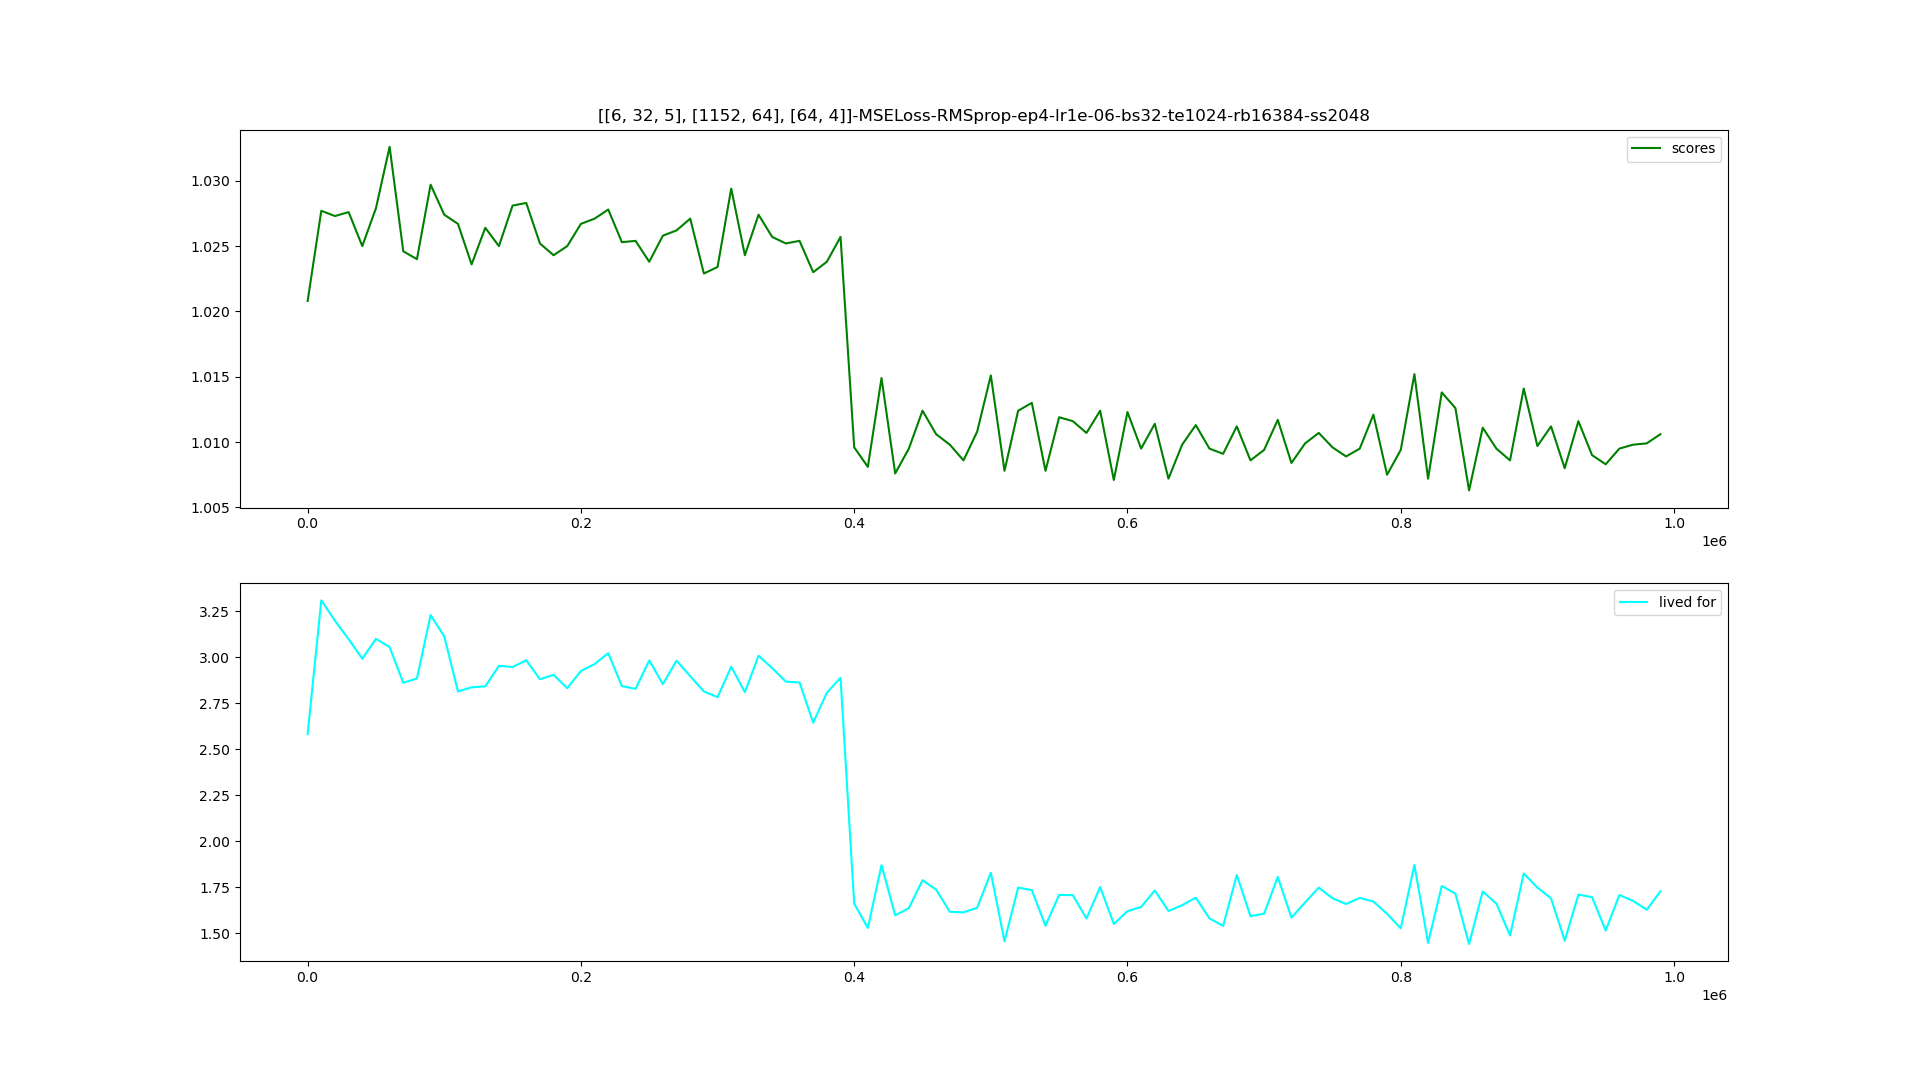 [[6, 32, 5], [1152, 64], [64, 4]]-MSELoss-RMSprop-ep4-lr1e-06-bs32-te1024-rb16384-ss2048
scores
1.030
1.025
1.020
1.015
1.010
1.005
0.0 0.2 0.4 0.6 0.8 1.0
1e6
lived for
3.25
3.00
2.75
2.50
2.25
2.00
1.75
1.50
0.0 0.2 0.4 0.6 0.8 1.0
1e6